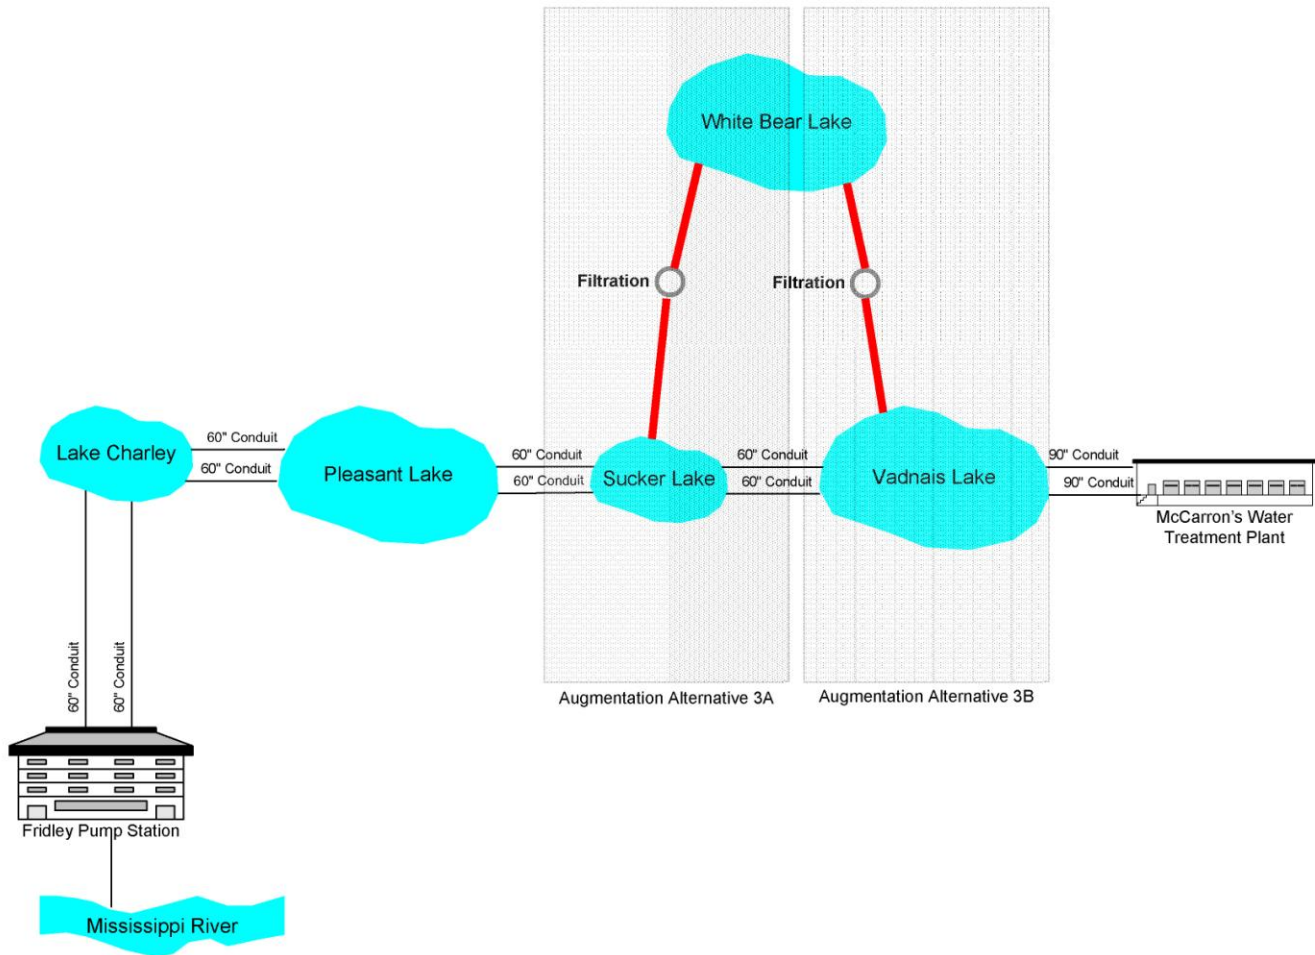 White Bear Lake
Filtration
Filtration
Lake Charley
60" Conduit
60" Conduit
Pleasant Lake
60" Conduit
60" Conduit
Sucker Lake
60" Conduit
60" Conduit
Vadnais Lake
90" Conduit
90" Conduit
McCarron's Water
Treatment Plant
60" Conduit
60" Conduit
Augmentation Alternative 3A
Augmentation Alternative 3B
Fridley Pump Station
Mississippi River